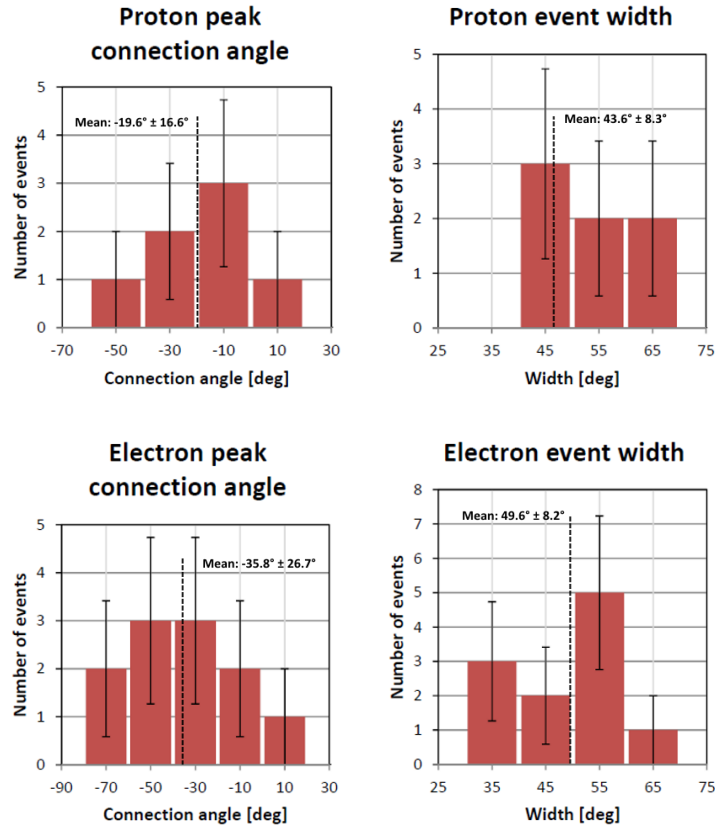 Proton peak
connection angle
5
4
3
2
1
0
Number of events
Mean: -19.6° ± 16.6°
-70 -50 -30 -10 10 30
Connection angle [deg]
Proton event width
5
4
3
2
1
0
Number of events
Mean: 43.6° ± 8.3°
25 35 45 55 65 75
Width [deg]
Electron peak
connection angle
5
4
3
2
1
0
Number of events
Mean: -35.8° ± 26.7°
-90 -70 -50 -30 -10 10 30
Connection angle [deg]
Electron event width
8
7
6
5
4
3
2
1
0
Number of events
Mean: 49.6° ± 8.2°
25 35 45 55 65 75
Width [deg]